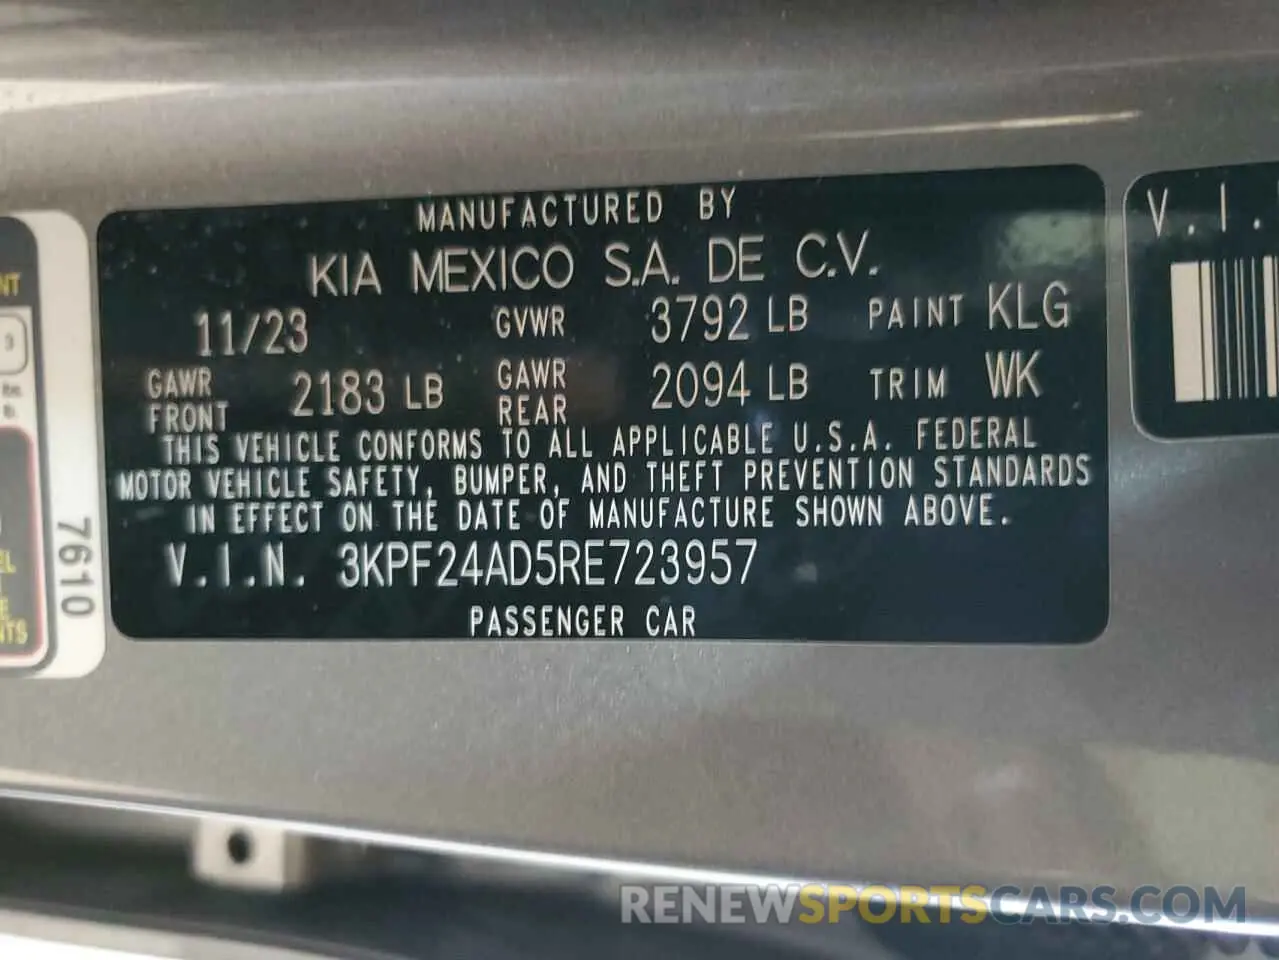 MANUFACTURED BY
KIA MEXICO S.A. DE C.V.
11/23 GVWR 3792 LB PAINT KLG
GAWR FRONT 2183 LB GAWR REAR 2094 LB TRIM WK
THIS VEHICLE CONFORMS TO ALL APPLICABLE U.S.A. FEDERAL
MOTOR VEHICLE SAFETY, BUMPER, AND THEFT PREVENTION STANDARDS
IN EFFECT ON THE DATE OF MANUFACTURE SHOWN ABOVE.
V.I.N. 3KPF24AD5RE723957
PASSENGER CAR
V.I.
7610
RENEWSPORTSCARS.COM